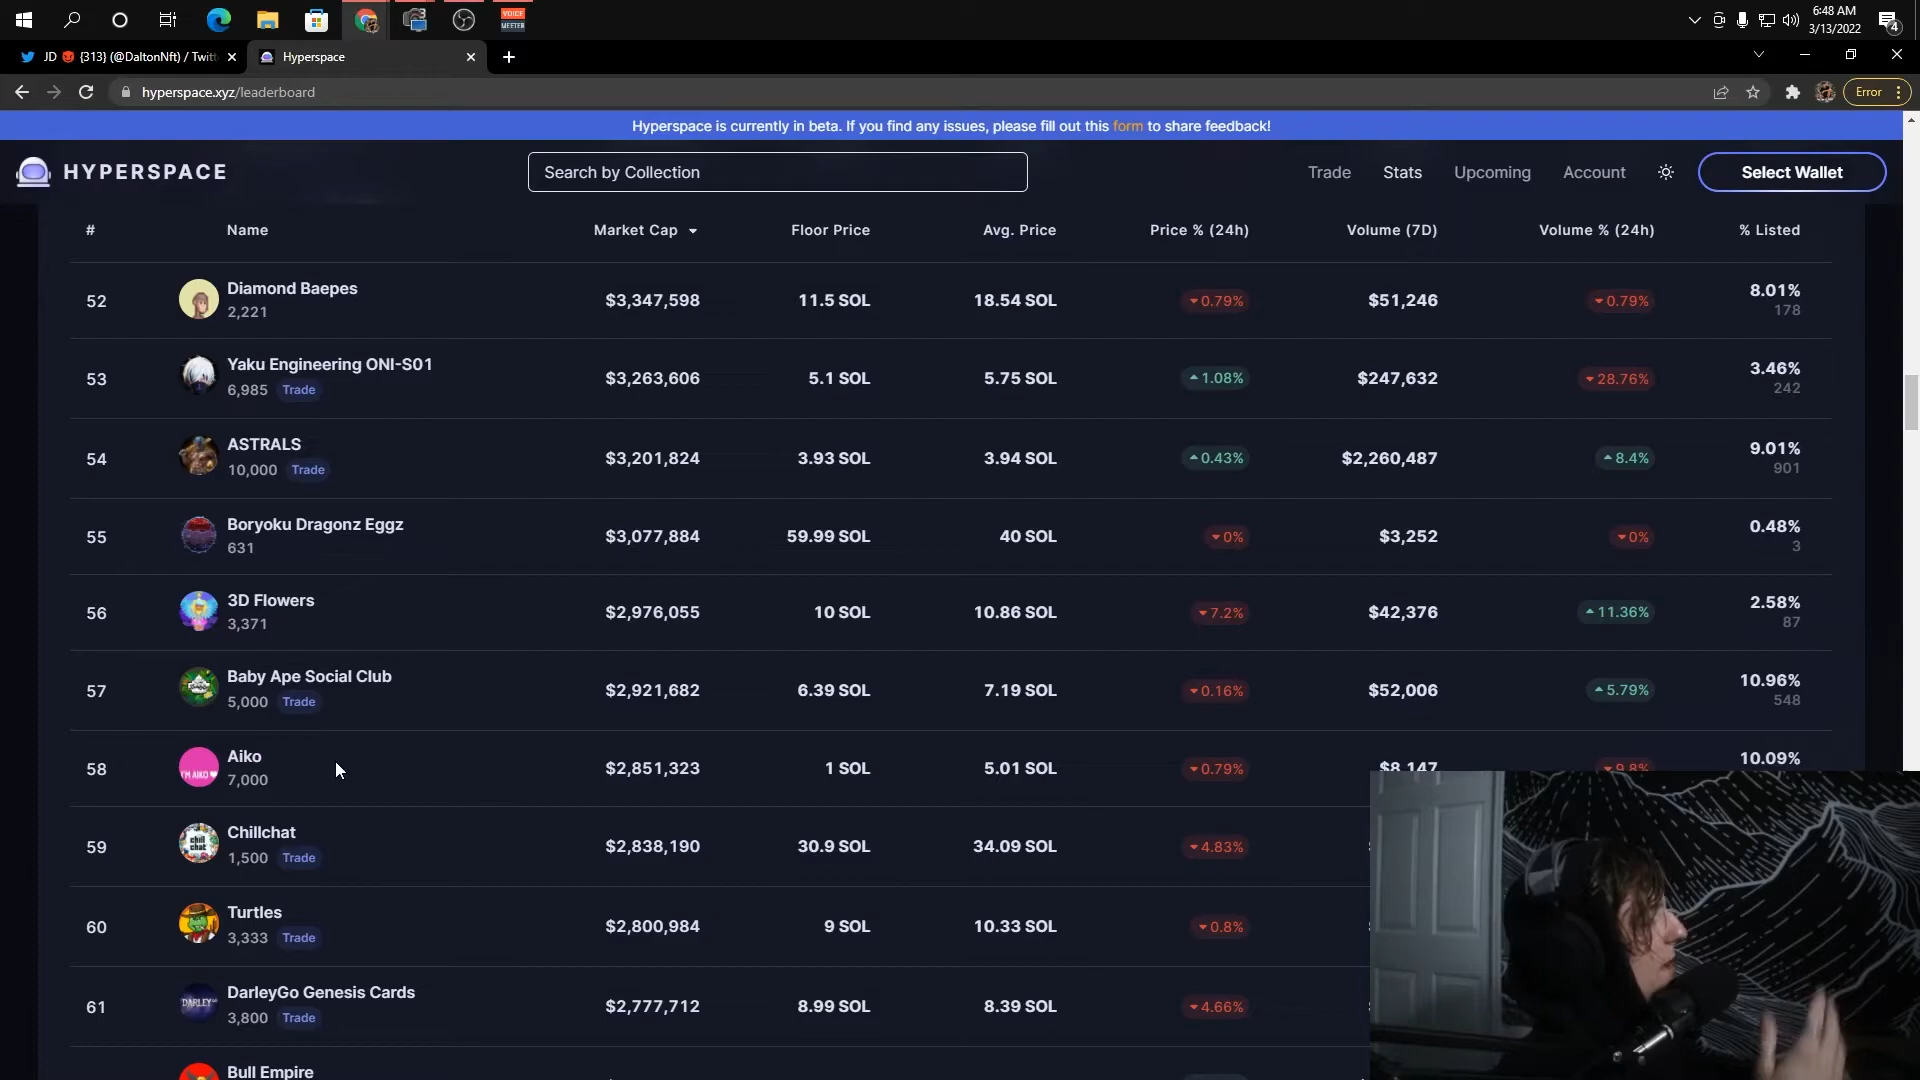 VOICE
MEETER
6:48 AM
3/13/2022
4
JD {313} (@DaltonNft) / Twitt
Hyperspace
hyperspace.xyz/leaderboard
Error
Hyperspace is currently in beta. If you find any issues, please fill out this form to share feedback!
HYPERSPACE
Search by Collection
Trade Stats Upcoming Account
Select Wallet
# Name Market Cap Floor Price Avg. Price Price % (24h) Volume (7D) Volume % (24h) % Listed
52 Diamond Baepes $3,347,598 11.5 SOL 18.54 SOL 0.79% $51,246 0.79% 8.01%
2,221 178
53 Yaku Engineering ONI-S01 $3,263,606 5.1 SOL 5.75 SOL 1.08% $247,632 28.76% 3.46%
6,985 Trade 242
54 ASTRALS $3,201,824 3.93 SOL 3.94 SOL 0.43% $2,260,487 8.4% 9.01%
10,000 Trade 901
55 Boryoku Dragonz Eggz $3,077,884 59.99 SOL 40 SOL 0% $3,252 0% 0.48%
631 3
56 3D Flowers $2,976,055 10 SOL 10.86 SOL 7.2% $42,376 11.36% 2.58%
3,371 87
57 Baby Ape Social Club $2,921,682 6.39 SOL 7.19 SOL 0.16% $52,006 5.79% 10.96%
5,000 Trade 548
58 Aiko $2,851,323 1 SOL 5.01 SOL 0.79% $8,147 9.8% 10.09%
I'M AIKO
7,000
59 Chillchat $2,838,190 30.9 SOL 34.09 SOL 4.83%
chill
chat
1,500 Trade
60 Turtles $2,800,984 9 SOL 10.33 SOL 0.8%
3,333 Trade
61 DarleyGo Genesis Cards $2,777,712 8.99 SOL 8.39 SOL 4.66%
DARLEY
3,800 Trade
Bull Empire